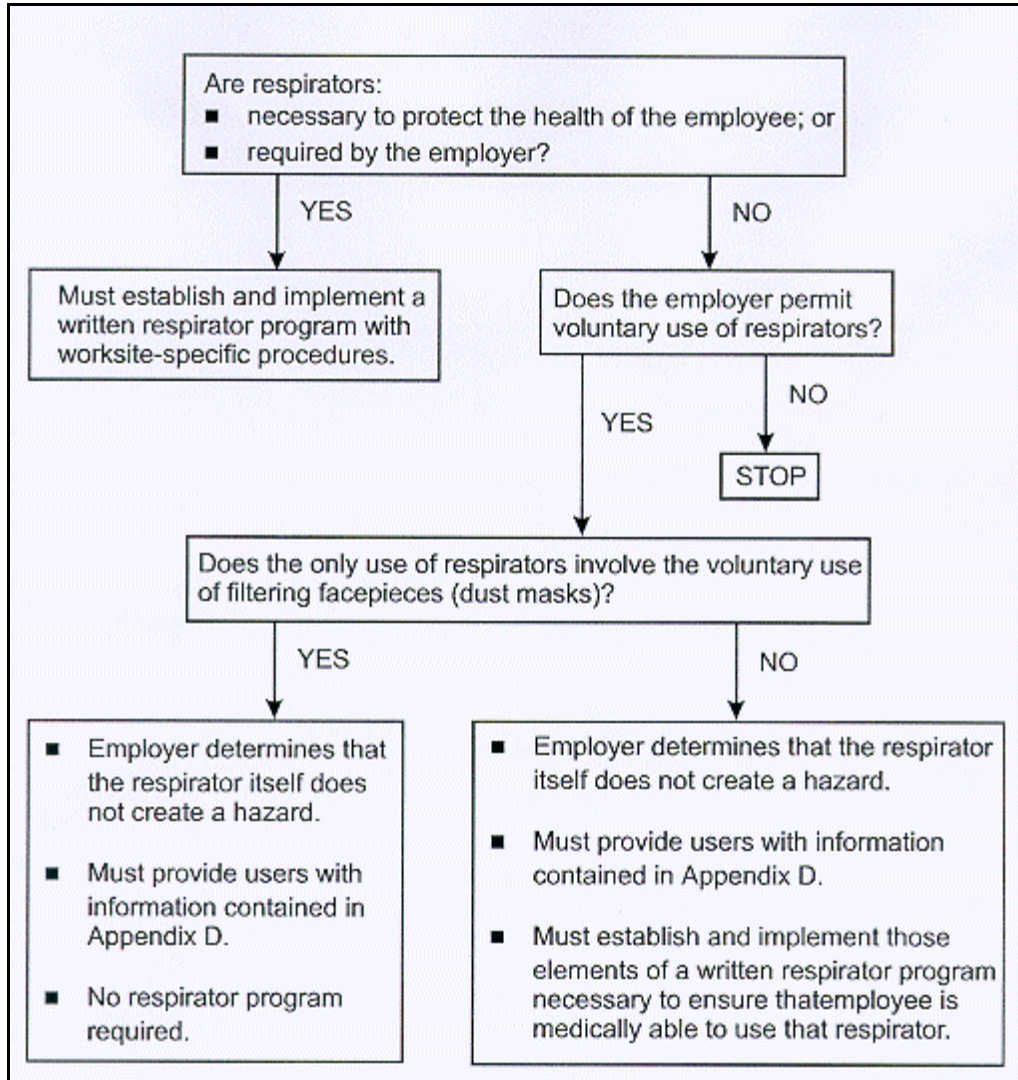 Are respirators:
■ necessary to protect the health of the employee; or
■ required by the employer?
YES
NO
Must establish and implement a
written respirator program with
worksite-specific procedures.
Does the employer permit
voluntary use of respirators?
YES
NO
STOP
Does the only use of respirators involve the voluntary use
of filtering facepieces (dust masks)?
YES
NO
■ Employer determines that
the respirator itself does
not create a hazard.
■ Must provide users with
information contained in
Appendix D.
■ No respirator program
required.
■ Employer determines that the respirator
itself does not create a hazard.
■ Must provide users with information
contained in Appendix D.
■ Must establish and implement those
elements of a written respirator program
necessary to ensure thatemployee is
medically able to use that respirator.